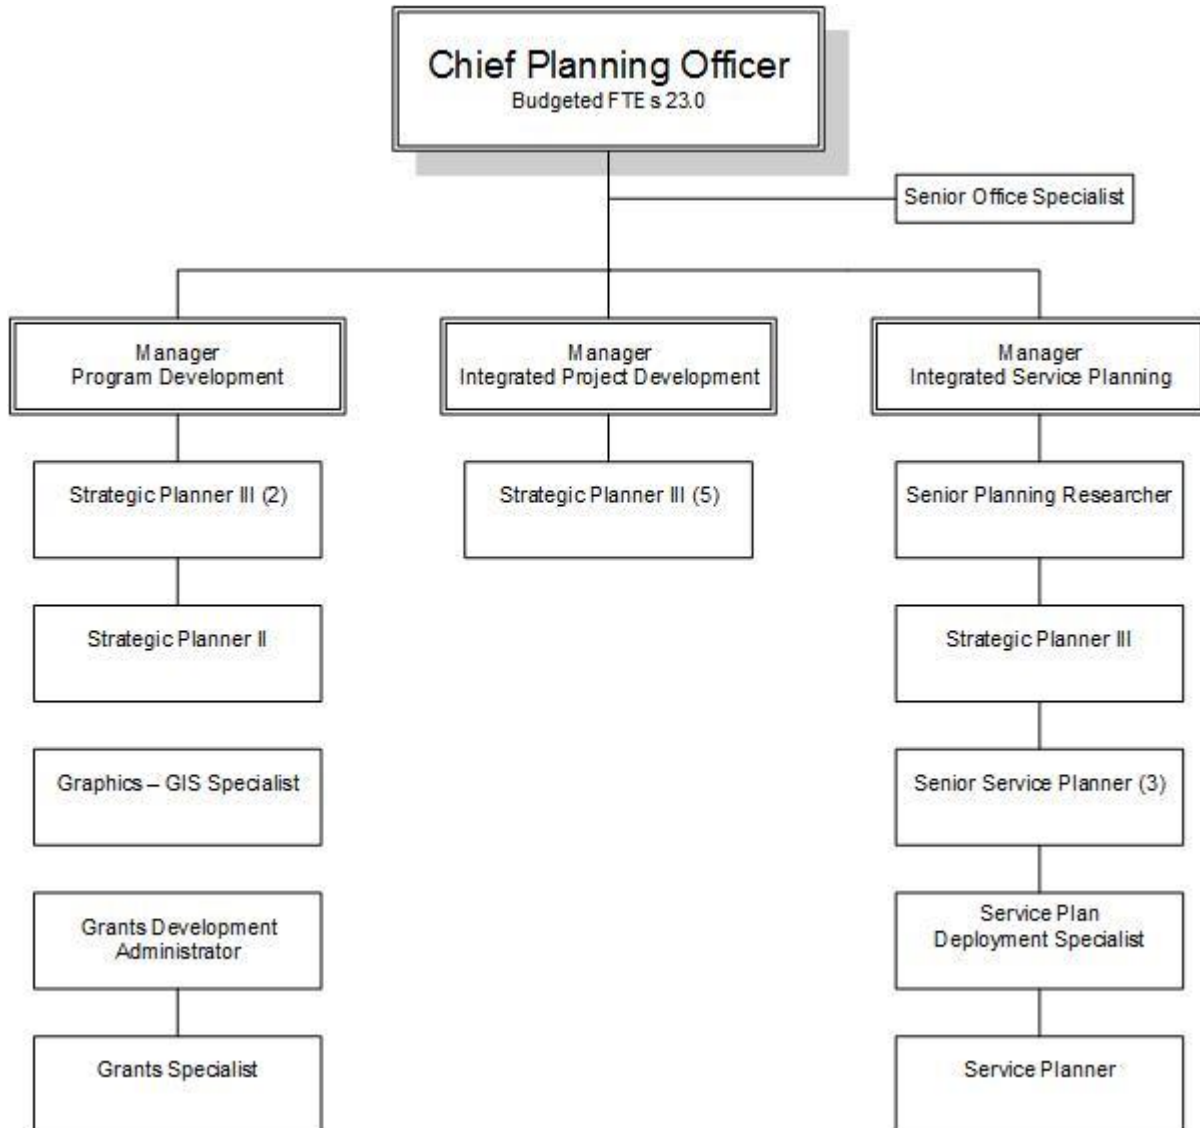 Chief Planning Officer
Budgeted FTE s 23.0
Senior Office Specialist
Manager
Program Development
Manager
Integrated Project Development
Manager
Integrated Service Planning
Strategic Planner III (2)
Strategic Planner III (5)
Senior Planning Researcher
Strategic Planner II
Strategic Planner III
Graphics – GIS Specialist
Senior Service Planner (3)
Grants Development
Administrator
Service Plan
Deployment Specialist
Grants Specialist
Service Planner